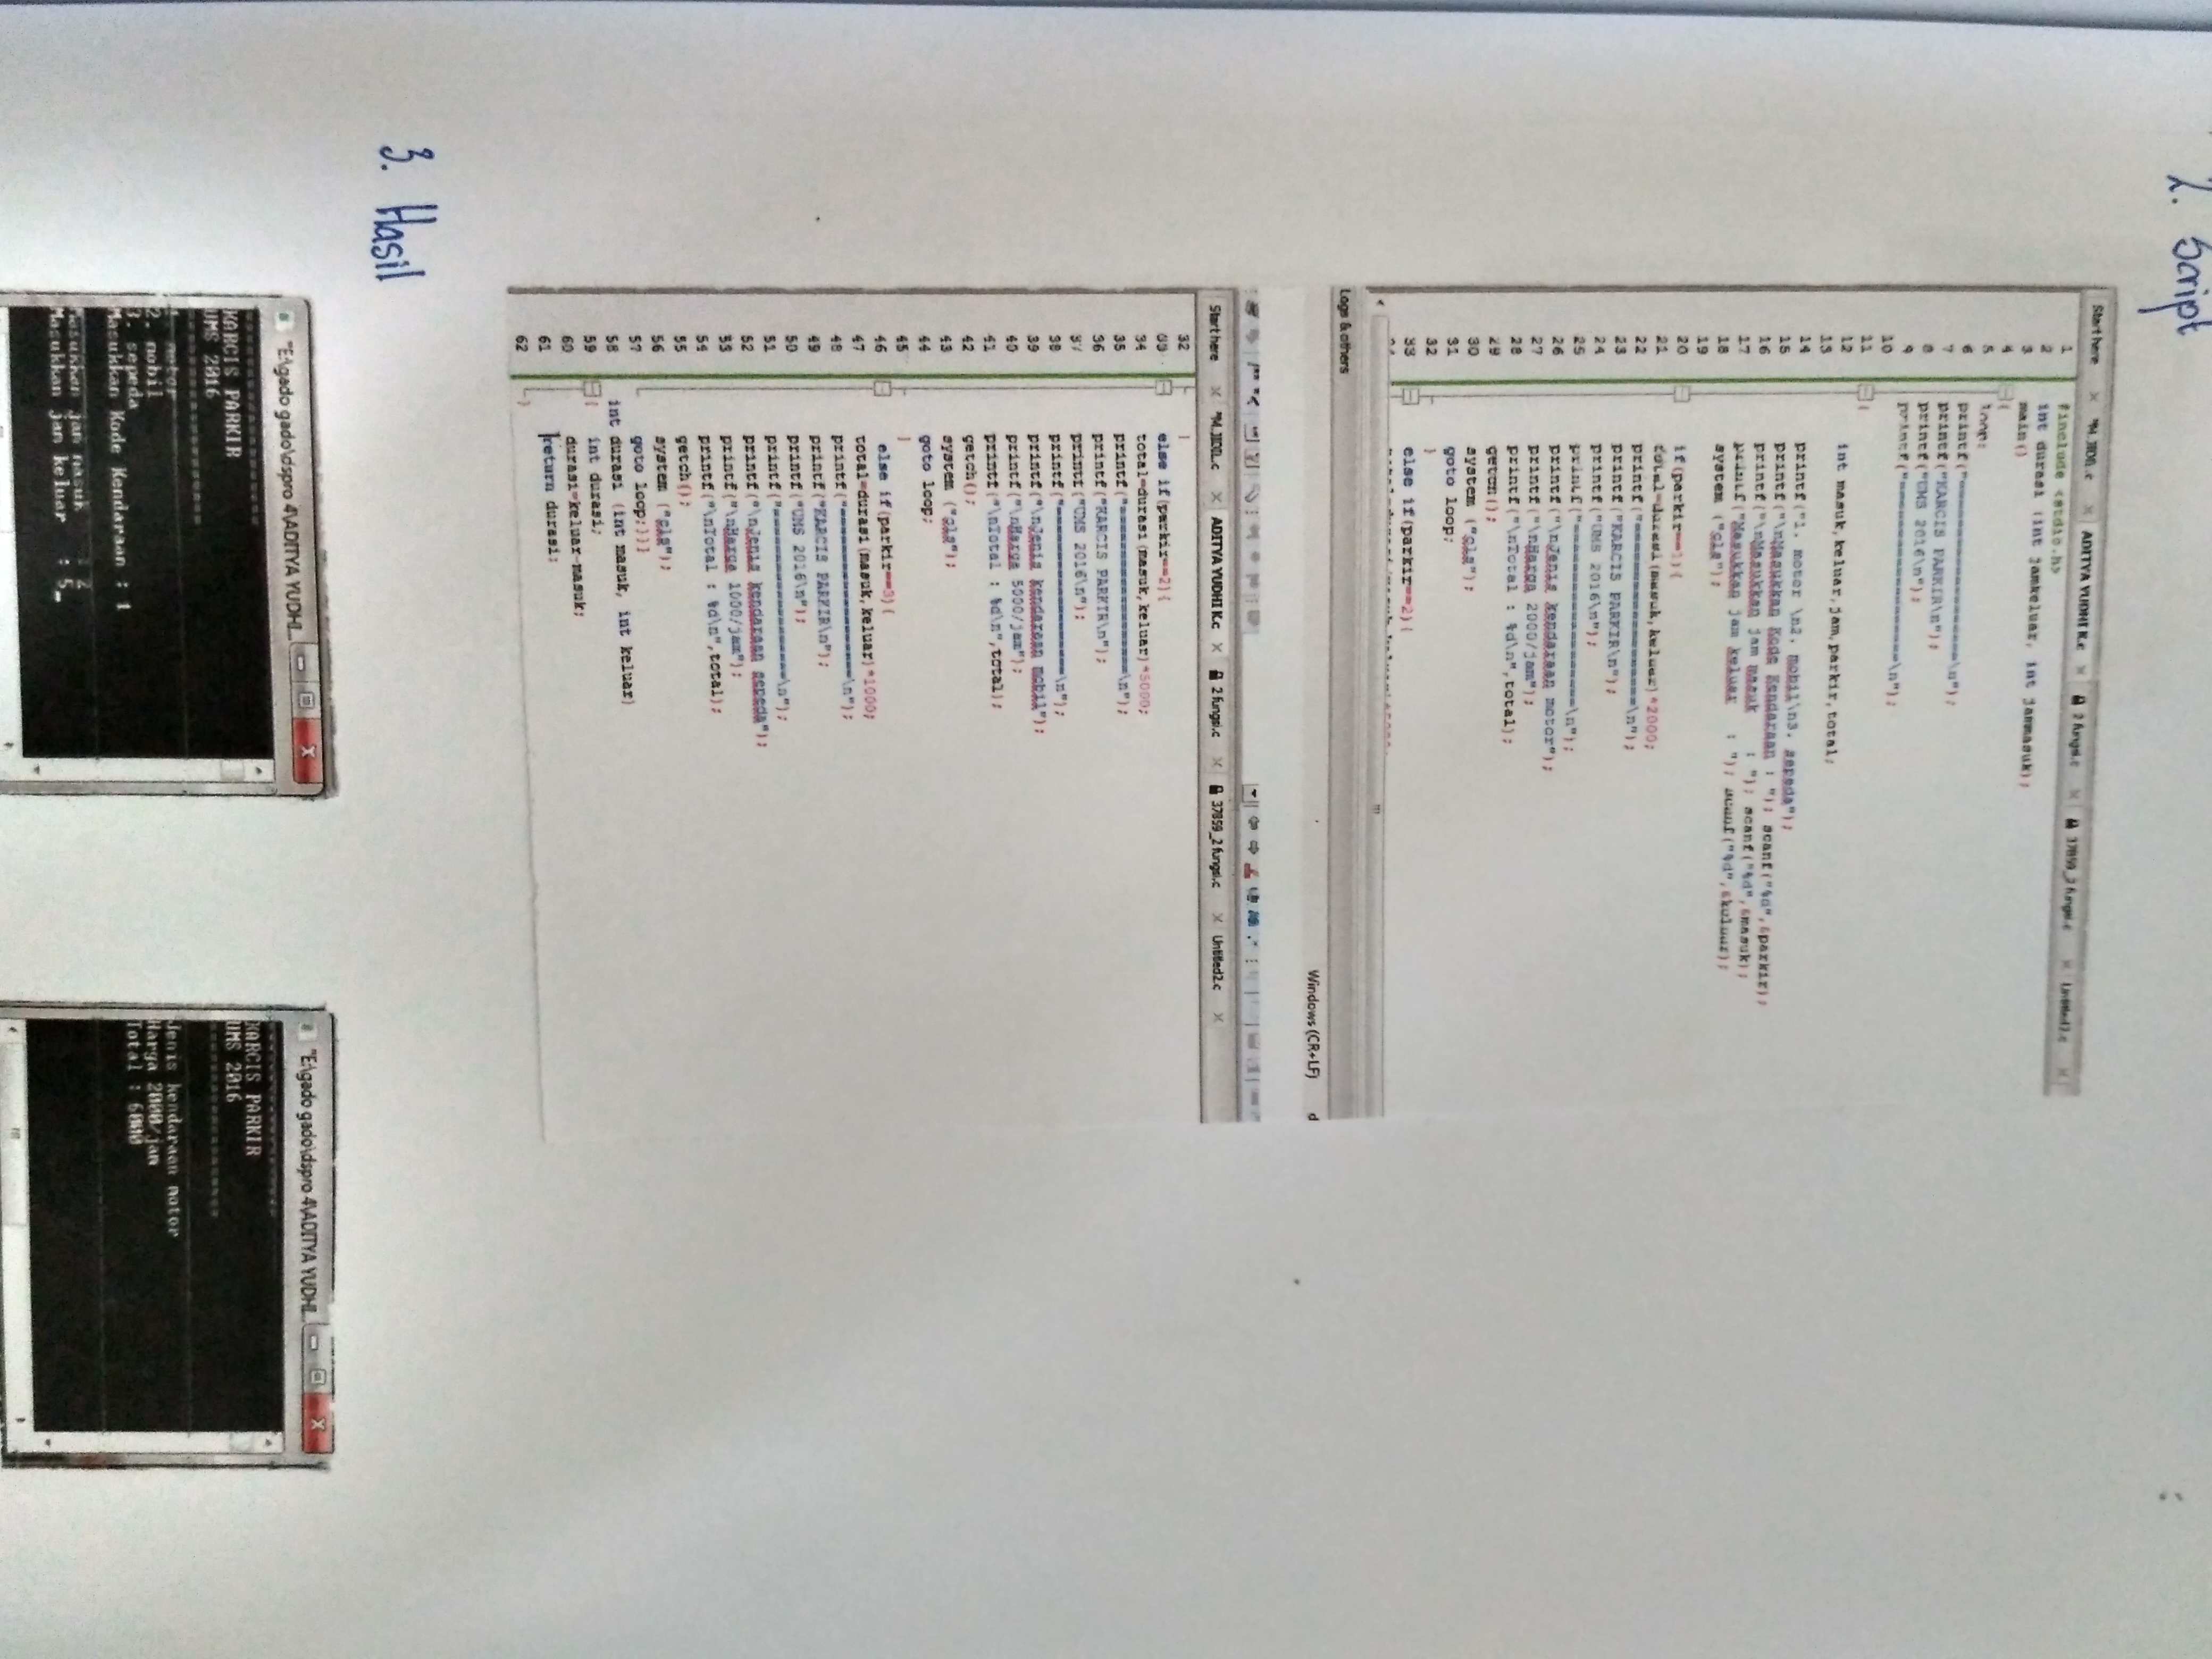 2. Script
Start here
ADITYA YUDHI K.c
2 fungsi.c
37859_2 fungsi.c
Untitled2.c
1 #include <stdio.h>
2 int durasi (int jamkeluar, int jammasuk);
3 main()
4 {
5 loop:
6 printf("====================\n");
7 printf("KARCIS PARKIR\n");
8 printf("UMS 2016\n");
9 printf("====================\n");
10
11 {
12 int masuk,keluar,jam,parkir,total;
13
14 printf("1. motor \n2. mobil\n3. sepeda");
15 printf("\nMasukkan Kode Kendaraan : "); scanf("%d",&parkir);
16 printf("\nMasukkan jam masuk : "); scanf("%d",&masuk);
17 printf("Masukkan jam keluar : "); scanf("%d",&keluar);
18 system ("cls");
19
20 if(parkir==1){
21 total=durasi(masuk,keluar)*2000;
22 printf("====================\n");
23 printf("KARCIS PARKIR\n");
24 printf("UMS 2016\n");
25 printf("====================\n");
26 printf("\nJenis kendaraan motor");
27 printf("\nHarga 2000/jam");
28 printf("\nTotal : %d\n",total);
29 getch();
30 system ("cls");
31 goto loop;
32 }
33 else if(parkir==2){
Logs & others
Windows (CR+LF)
Start here
ADITYA YUDHI K.c
2 fungsi.c
37859_2 fungsi.c
Untitled2.c
32 }
33 else if(parkir==2){
34 total=durasi(masuk,keluar)*5000;
35 printf("====================\n");
36 printf("KARCIS PARKIR\n");
37 printf("UMS 2016\n");
38 printf("====================\n");
39 printf("\nJenis kendaraan mobil");
40 printf("\nHarga 5000/jam");
41 printf("\nTotal : %d\n",total);
42 getch();
43 system ("cls");
44 goto loop;
45 }
46 else if(parkir==3){
47 total=durasi(masuk,keluar)*1000;
48 printf("====================\n");
49 printf("KARCIS PARKIR\n");
50 printf("UMS 2016\n");
51 printf("====================\n");
52 printf("\nJenis kendaraan sepeda");
53 printf("\nHarga 1000/jam");
54 printf("\nTotal : %d\n",total);
55 getch();
56 system ("cls");
57 goto loop;}}}
58 int durasi (int masuk, int keluar)
59 { int durasi;
60 durasi=keluar-masuk;
61 return durasi;
62 }
3. Hasil
"E:\gado gado\dspro 4\ADITYA YUDHI...
====================
KARCIS PARKIR
UMS 2016
====================
1. motor
2. mobil
3. sepeda
Masukkan Kode Kendaraan : 1
Masukkan jam masuk : 2
Masukkan jam keluar : 5_
"E:\gado gado\dspro 4\ADITYA YUDHI...
====================
KARCIS PARKIR
UMS 2016
====================
Jenis kendaraan motor
Harga 2000/jam
Total : 6000